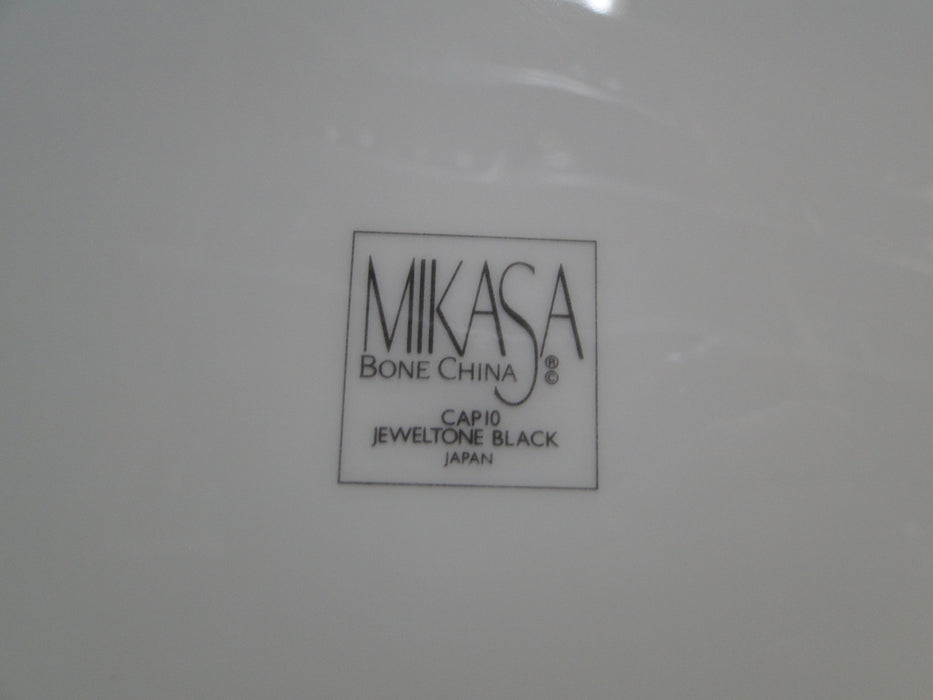 MIKASA
BONE CHINA ® ©
CAP10
JEWELTONE BLACK
JAPAN